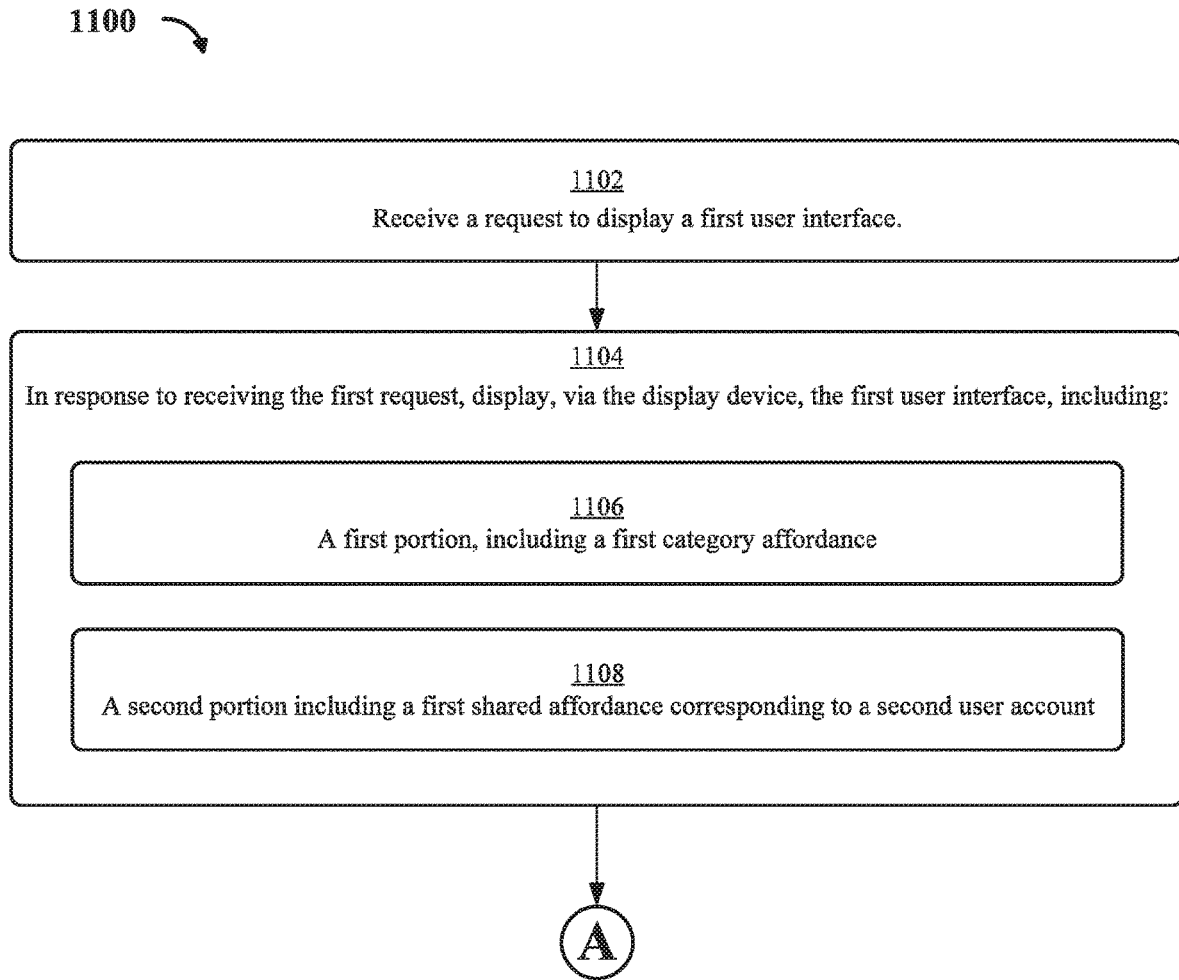 1100
1102
Receive a request to display a first user interface.
1104
In response to receiving the first request, display, via the display device, the first user interface, including:
1106
A first portion, including a first category affordance
1108
A second portion including a first shared affordance corresponding to a second user account
A